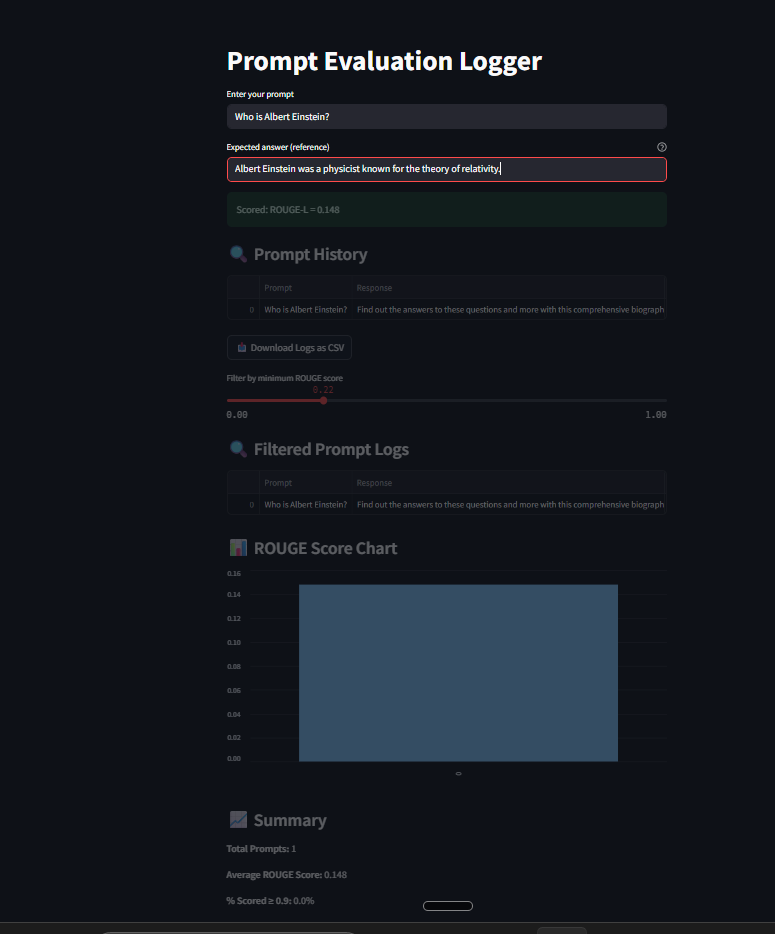 Prompt Evaluation Logger
Enter your prompt
Who is Albert Einstein?
Expected answer (reference)
Albert Einstein was a physicist known for the theory of relativity.
Scored: ROUGE-L = 0.148
Prompt History
Prompt Response
0 Who is Albert Einstein? Find out the answers to these questions and more with this comprehensive biograph
Download Logs as CSV
Filter by minimum ROUGE score
0.22
0.00 1.00
Filtered Prompt Logs
Prompt Response
0 Who is Albert Einstein? Find out the answers to these questions and more with this comprehensive biograph
ROUGE Score Chart
0.16
0.14
0.12
0.10
0.08
0.06
0.04
0.02
0.00
0
Summary
Total Prompts: 1
Average ROUGE Score: 0.148
% Scored ≥ 0.9: 0.0%